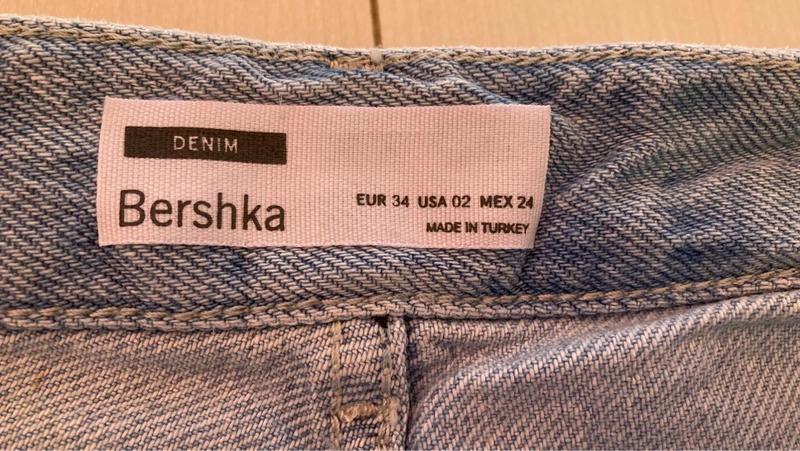 DENIM
Bershka
EUR 34 USA 02 MEX 24
MADE IN TURKEY